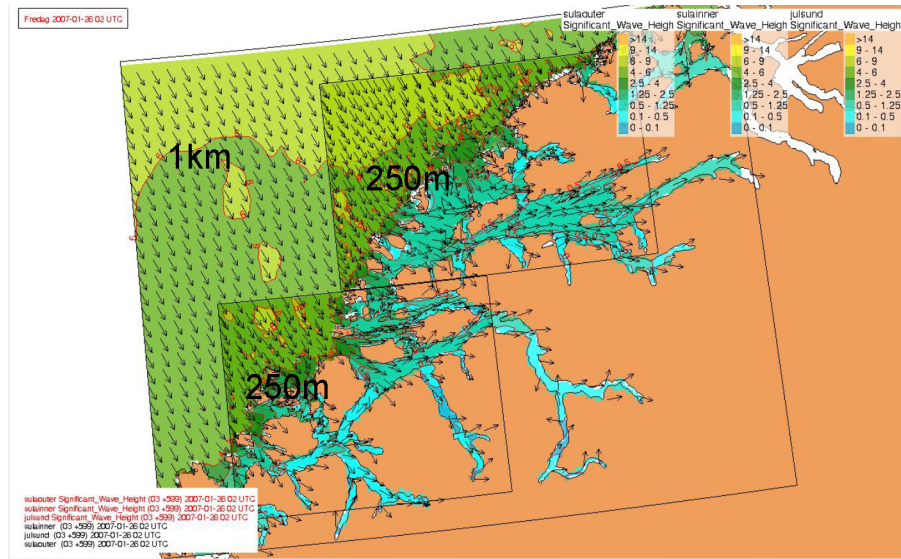 Fredag 2007-01-26 02 UTC
sulaouter sulainner julsund
Significant_Wave_Height Significant_Wave_Height Significant_Wave_Height
>14 >14 >14
9 - 14 9 - 14 9 - 14
6 - 9 6 - 9 6 - 9
4 - 6 4 - 6 4 - 6
2.5 - 4 2.5 - 4 2.5 - 4
1.25 - 2.5 1.25 - 2.5 1.25 - 2.5
0.5 - 1.25 0.5 - 1.25 0.5 - 1.25
0.1 - 0.5 0.1 - 0.5 0.1 - 0.5
0 - 0.1 0 - 0.1 0 - 0.1
1km
250m
250m
sulaouter Significant_Wave_Height (03 +599) 2007-01-26 02 UTC
sulainner Significant_Wave_Height (03 +599) 2007-01-26 02 UTC
julsund Significant_Wave_Height (03 +599) 2007-01-26 02 UTC
sulainner (03 +599) 2007-01-26 02 UTC
julsund (03 +599) 2007-01-26 02 UTC
sulaouter (03 +599) 2007-01-26 02 UTC